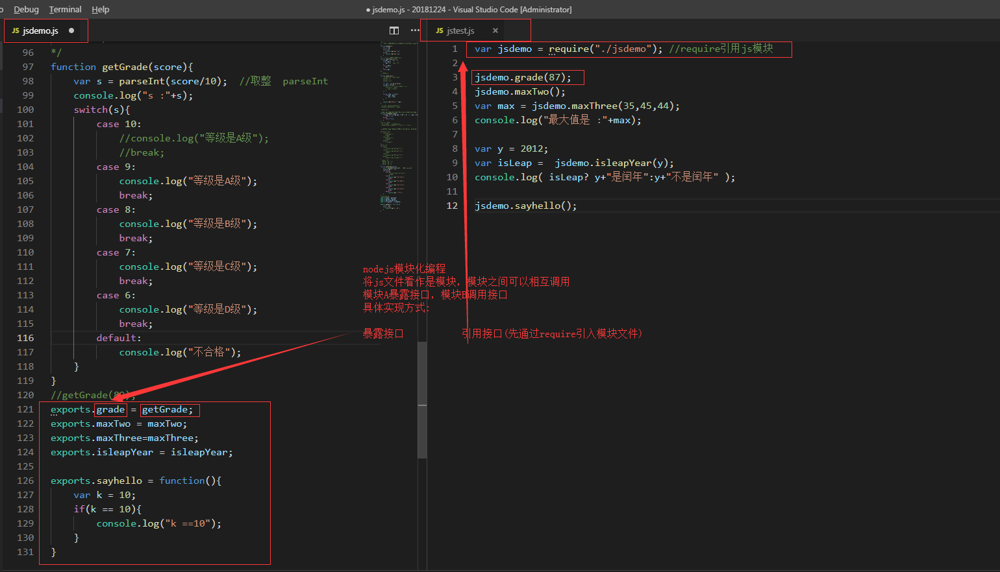 o Debug Terminal Help ● jsdemo.js - 20181224 - Visual Studio Code [Administrator]
JS jsdemo.js ●
96 */
97 function getGrade(score){
98 var s = parseInt(score/10); //取整 parseInt
99 console.log("s :"+s);
100 switch(s){
101 case 10:
102 //console.log("等级是A级");
103 //break;
104 case 9:
105 console.log("等级是A级");
106 break;
107 case 8:
108 console.log("等级是B级");
109 break;
110 case 7:
111 console.log("等级是C级");
112 break;
113 case 6:
114 console.log("等级是D级");
115 break;
116 default:
117 console.log("不合格");
118 }
119 }
120 //getGrade(
121 exports.grade = getGrade;
122 exports.maxTwo = maxTwo;
123 exports.maxThree=maxThree;
124 exports.isleapYear = isleapYear;
125
126 exports.sayhello = function(){
127 var k = 10;
128 if(k == 10){
129 console.log("k ==10");
130 }
131 }
JS jstest.js ×
1 var jsdemo = require("./jsdemo"); //require引用js模块
2
3 jsdemo.grade(87);
4 jsdemo.maxTwo();
5 var max = jsdemo.maxThree(35,45,44);
6 console.log("最大值是 :"+max);
7
8 var y = 2012;
9 var isLeap = jsdemo.isleapYear(y);
10 console.log( isLeap? y+"是闰年":y+"不是闰年" );
11
12 jsdemo.sayhello();
nodejs模块化编程
将js文件看作是模块，模块之间可以相互调用
模块A暴露接口，模块B调用接口
具体实现方式：
暴露接口 引用接口(先通过require引入模块文件)